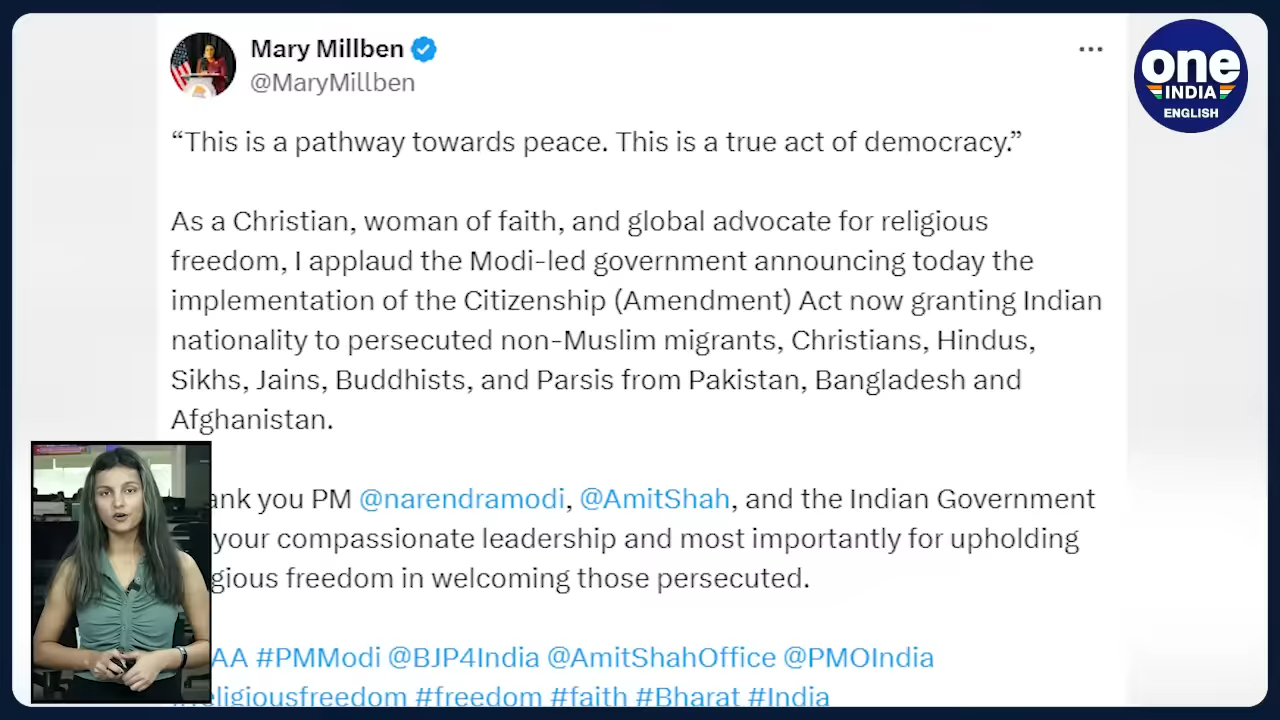 Mary Millben
@MaryMillben
one
INDIA
ENGLISH
“This is a pathway towards peace. This is a true act of democracy.”
As a Christian, woman of faith, and global advocate for religious
freedom, I applaud the Modi-led government announcing today the
implementation of the Citizenship (Amendment) Act now granting Indian
nationality to persecuted non-Muslim migrants, Christians, Hindus,
Sikhs, Jains, Buddhists, and Parsis from Pakistan, Bangladesh and
Afghanistan.
ank you PM @narendramodi, @AmitShah, and the Indian Government
your compassionate leadership and most importantly for upholding
gious freedom in welcoming those persecuted.
AA #PMModi @BJP4India @AmitShahOffice @PMOIndia
#religiousfreedom #freedom #faith #Bharat #India